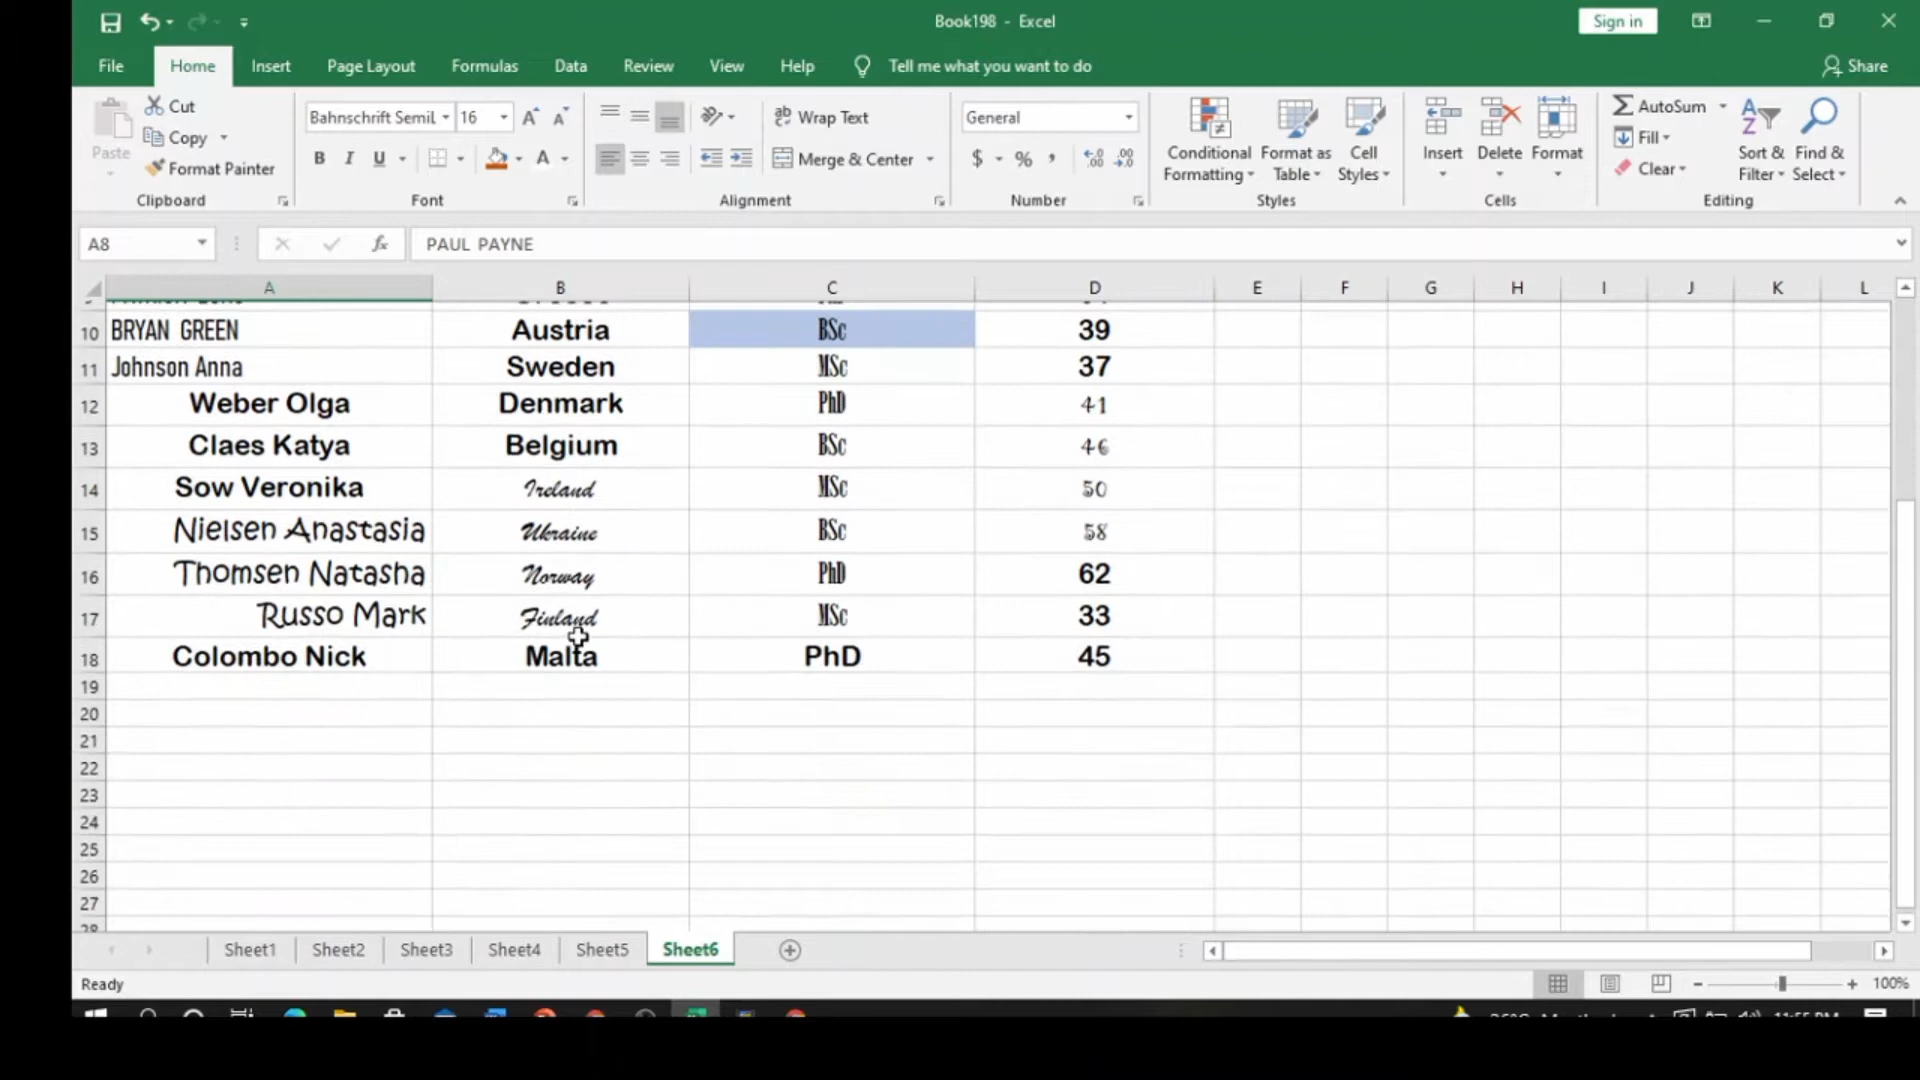 Book198 - Excel
Sign in
File Home Insert Page Layout Formulas Data Review View Help Tell me what you want to do Share
Paste
Cut
Copy
Format Painter
Clipboard
Bahnschrift Semil 16 A A
B I U A
Font
ab Wrap Text
Merge & Center
Alignment
General
$ % ,
Number
Conditional Formatting
Format as Table
Cell Styles
Styles
Insert Delete Format
Cells
AutoSum
Fill
Clear
Sort & Filter
Find & Select
Editing
A8 fx PAUL PAYNE
A B C D E F G H I J K L
10 BRYAN GREEN Austria BSc 39
11 Johnson Anna Sweden MSc 37
12 Weber Olga Denmark PhD 41
13 Claes Katya Belgium BSc 46
14 Sow Veronika Ireland MSc 50
15 Nielsen Anastasia Ukraine BSc 58
16 Thomsen Natasha Norway PhD 62
17 Russo Mark Finland MSc 33
18 Colombo Nick Malta PhD 45
19
20
21
22
23
24
25
26
27
28
Sheet1 Sheet2 Sheet3 Sheet4 Sheet5 Sheet6
Ready 100%